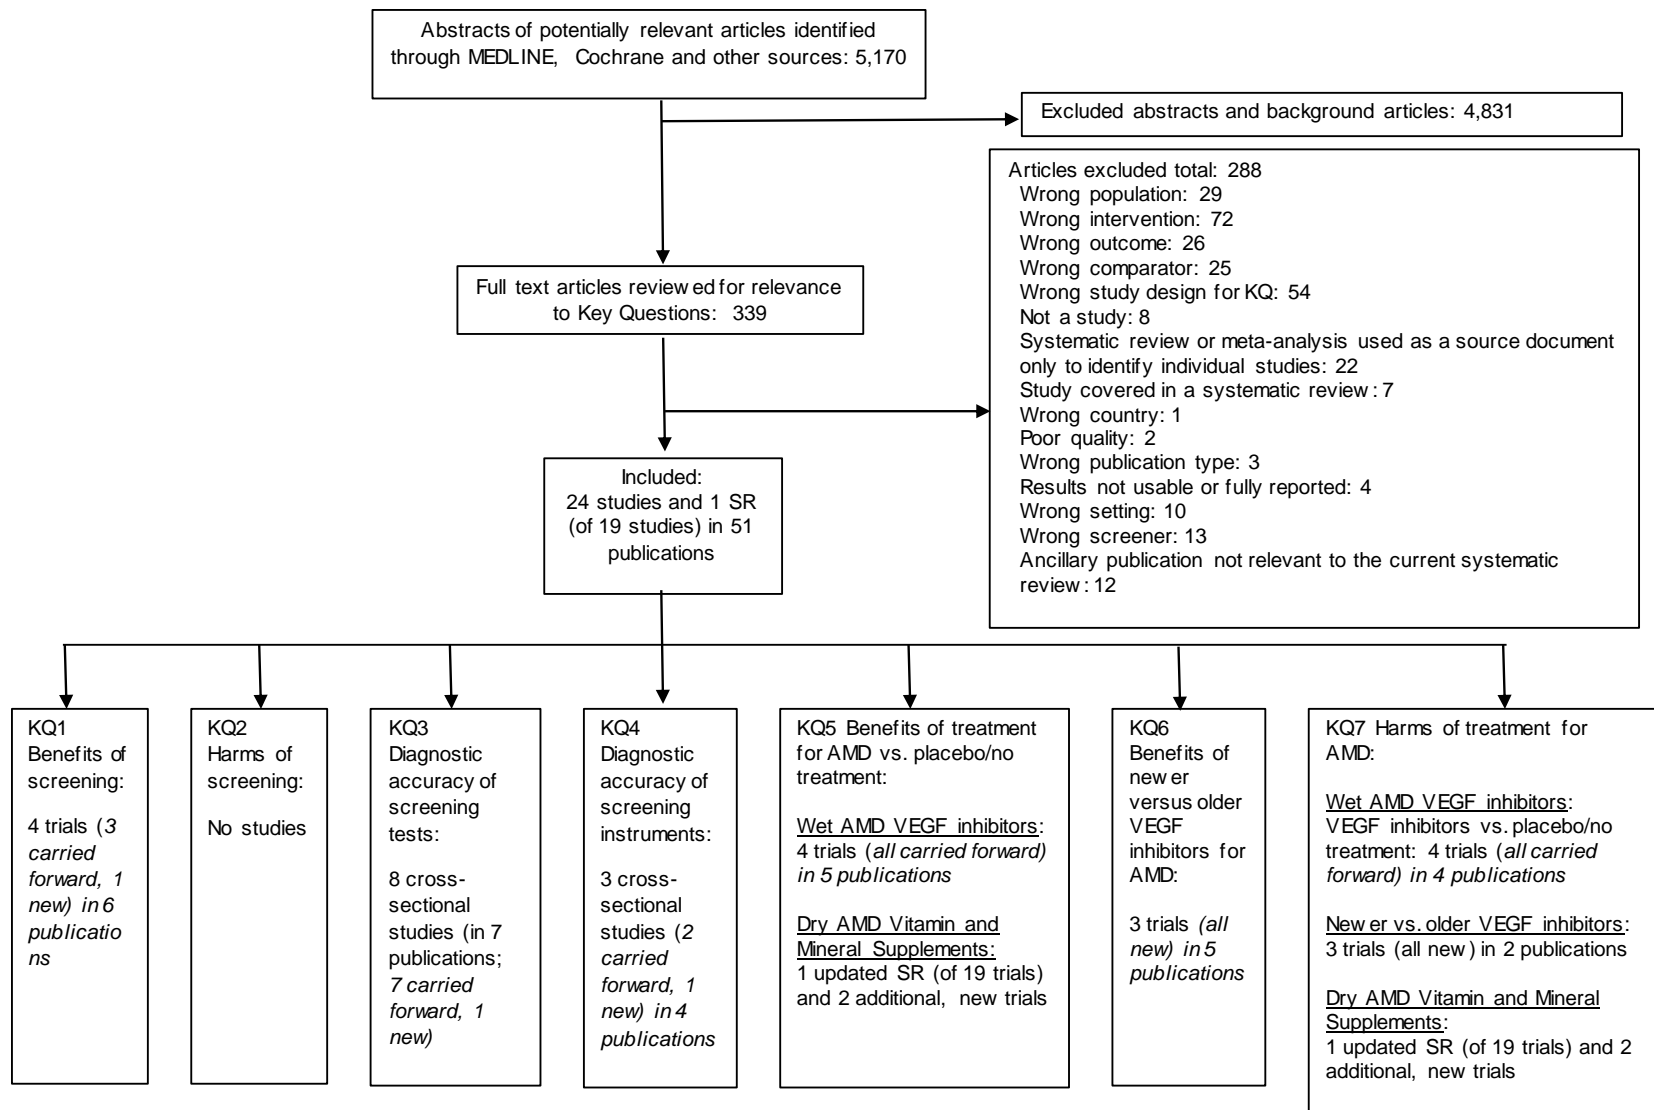 Abstracts of potentially relevant articles identified
through MEDLINE, Cochrane and other sources: 5,170
Excluded abstracts and background articles: 4,831
Articles excluded total: 288
Wrong population: 29
Wrong intervention: 72
Wrong outcome: 26
Wrong comparator: 25
Wrong study design for KQ: 54
Not a study: 8
Systematic review or meta-analysis used as a source document
only to identify individual studies: 22
Study covered in a systematic review: 7
Wrong country: 1
Poor quality: 2
Wrong publication type: 3
Results not usable or fully reported: 4
Wrong setting: 10
Wrong screener: 13
Ancillary publication not relevant to the current systematic
review: 12
Full text articles reviewed for relevance
to Key Questions: 339
Included:
24 studies and 1 SR
(of 19 studies) in 51
publications
KQ1
Benefits of
screening:
4 trials (3
carried
forward, 1
new) in 6
publicatio
ns
KQ2
Harms of
screening:
No studies
KQ3
Diagnostic
accuracy of
screening
tests:
8 cross-
sectional
studies (in 7
publications;
7 carried
forward, 1
new)
KQ4
Diagnostic
accuracy of
screening
instruments:
3 cross-
sectional
studies (2
carried
forward, 1
new) in 4
publications
KQ5 Benefits of treatment
for AMD vs. placebo/no
treatment:
Wet AMD VEGF inhibitors:
4 trials (all carried forward)
in 5 publications
Dry AMD Vitamin and
Mineral Supplements:
1 updated SR (of 19 trials)
and 2 additional, new trials
KQ6
Benefits of
newer
versus older
VEGF
inhibitors for
AMD:
3 trials (all
new) in 5
publications
KQ7 Harms of treatment for
AMD:
Wet AMD VEGF inhibitors:
VEGF inhibitors vs. placebo/no
treatment: 4 trials (all carried
forward) in 4 publications
Newer vs. older VEGF inhibitors:
3 trials (all new) in 2 publications
Dry AMD Vitamin and Mineral
Supplements:
1 updated SR (of 19 trials) and 2
additional, new trials